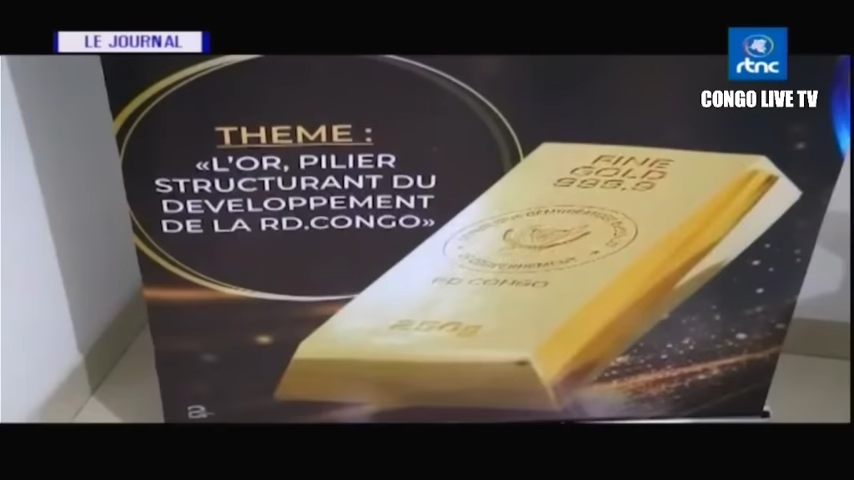 LE JOURNAL
rtnc
CONGO LIVE TV
THEME :
«L'OR, PILIER
STRUCTURANT DU
DEVELOPPEMENT
DE LA RD.CONGO»
FINE
GOLD
999.9
RD CONGO
250g